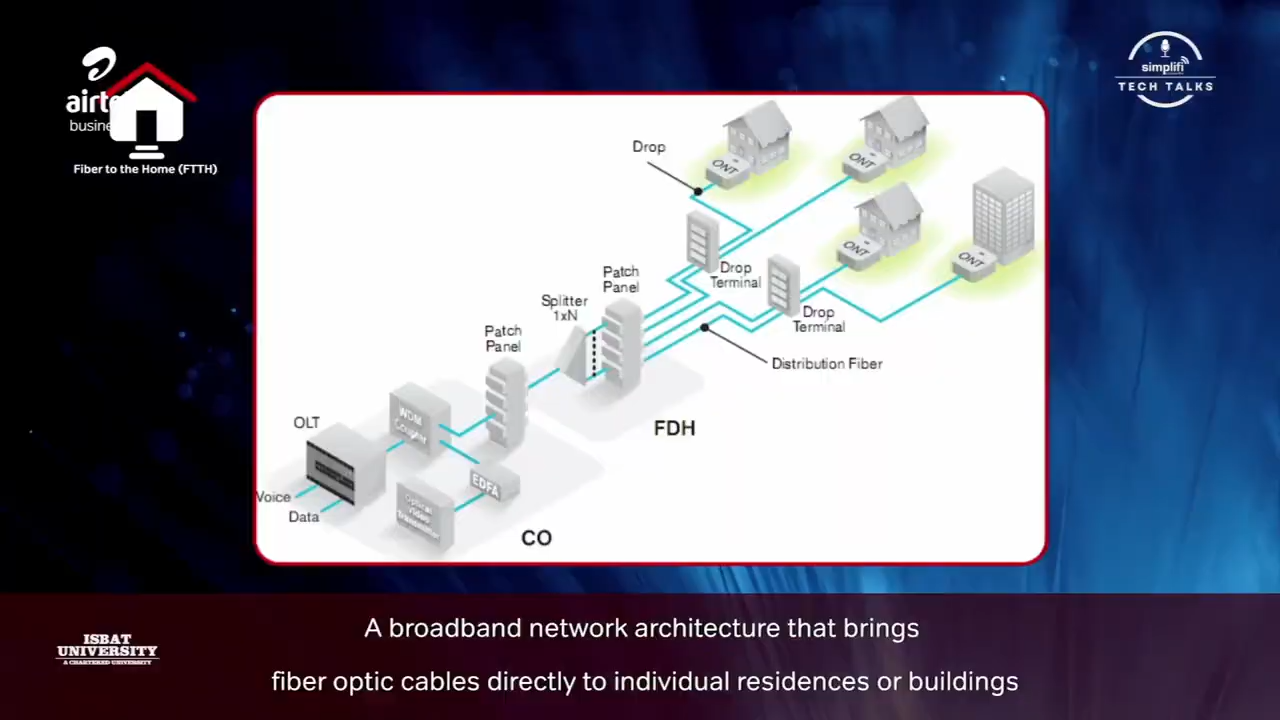 airte
busine
Fiber to the Home (FTTH)
simplifi
TECH TALKS
Drop
ONT
ONT
ONT
ONT
Drop
Terminal
Drop
Terminal
Patch
Panel
Splitter
1xN
Patch
Panel
Distribution Fiber
FDH
WDM
Coupler
OLT
EDFA
Voice
Data
Optical
Video
Transmitter
CO
A broadband network architecture that brings
fiber optic cables directly to individual residences or buildings
ISBAT
UNIVERSITY
A CHARTERED UNIVERSITY